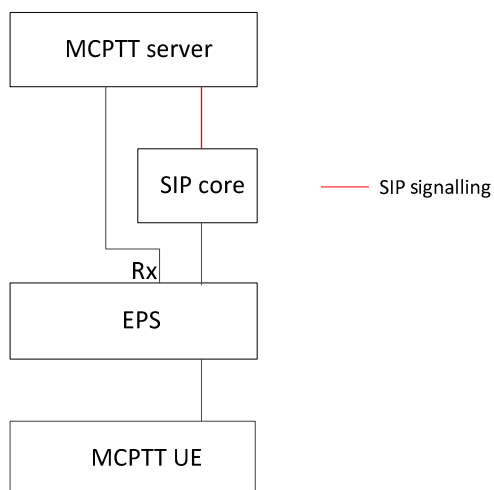 MCPTT server
SIP core
SIP signalling
Rx
EPS
MCPTT UE